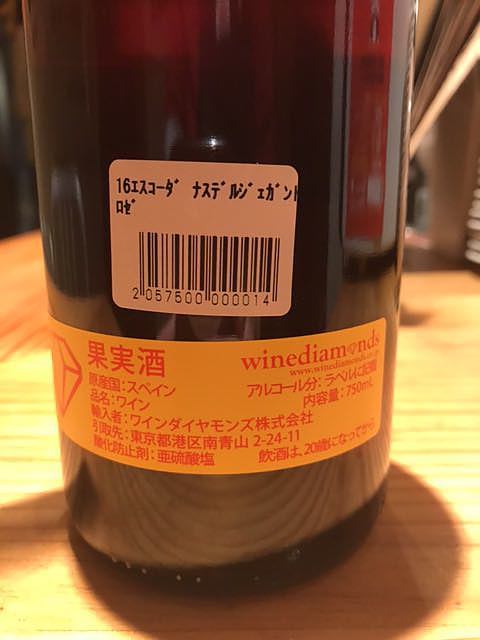 16エスコーダ ナスデルジェガント
ロゼ
2 057500 000014
果実酒
winediamonds
www.winediamonds.co.jp
原産国:スペイン
アルコール分:ラベルに記載
品名:ワイン
内容量:750mL
輸入者:ワインダイヤモンズ株式会社
引取先:東京都港区南青山 2-24-11
酸化防止剤:亜硫酸塩
飲酒は、20歳になってから